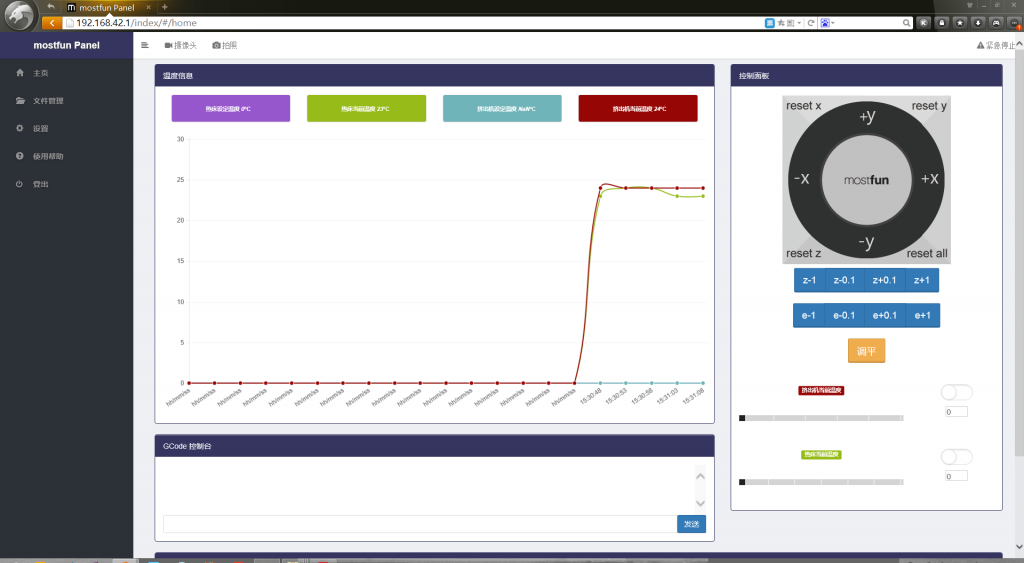 mostfun Panel
192.168.42.1/index/#/home
mostfun Panel
摄像头 拍照 紧急停止
主页
文件管理
设置
使用帮助
登出
温度信息
热床设定温度 0°C 热床当前温度 23°C 挤出机设定温度 NaN°C 挤出机当前温度 24°C
30
25
20
15
10
5
0
hh/mm/ss hh/mm/ss hh/mm/ss hh/mm/ss hh/mm/ss hh/mm/ss hh/mm/ss hh/mm/ss hh/mm/ss hh/mm/ss hh/mm/ss hh/mm/ss hh/mm/ss hh/mm/ss hh/mm/ss hh/mm/ss 15:30:48 15:30:53 15:30:58 15:31:03 15:31:08
GCode 控制台
发送
控制面板
reset x reset y
+y
-x mostfun +x
-y
reset z reset all
z-1 z-0.1 z+0.1 z+1
e-1 e-0.1 e+0.1 e+1
调平
挤出机当前温度
0
热床当前温度
0